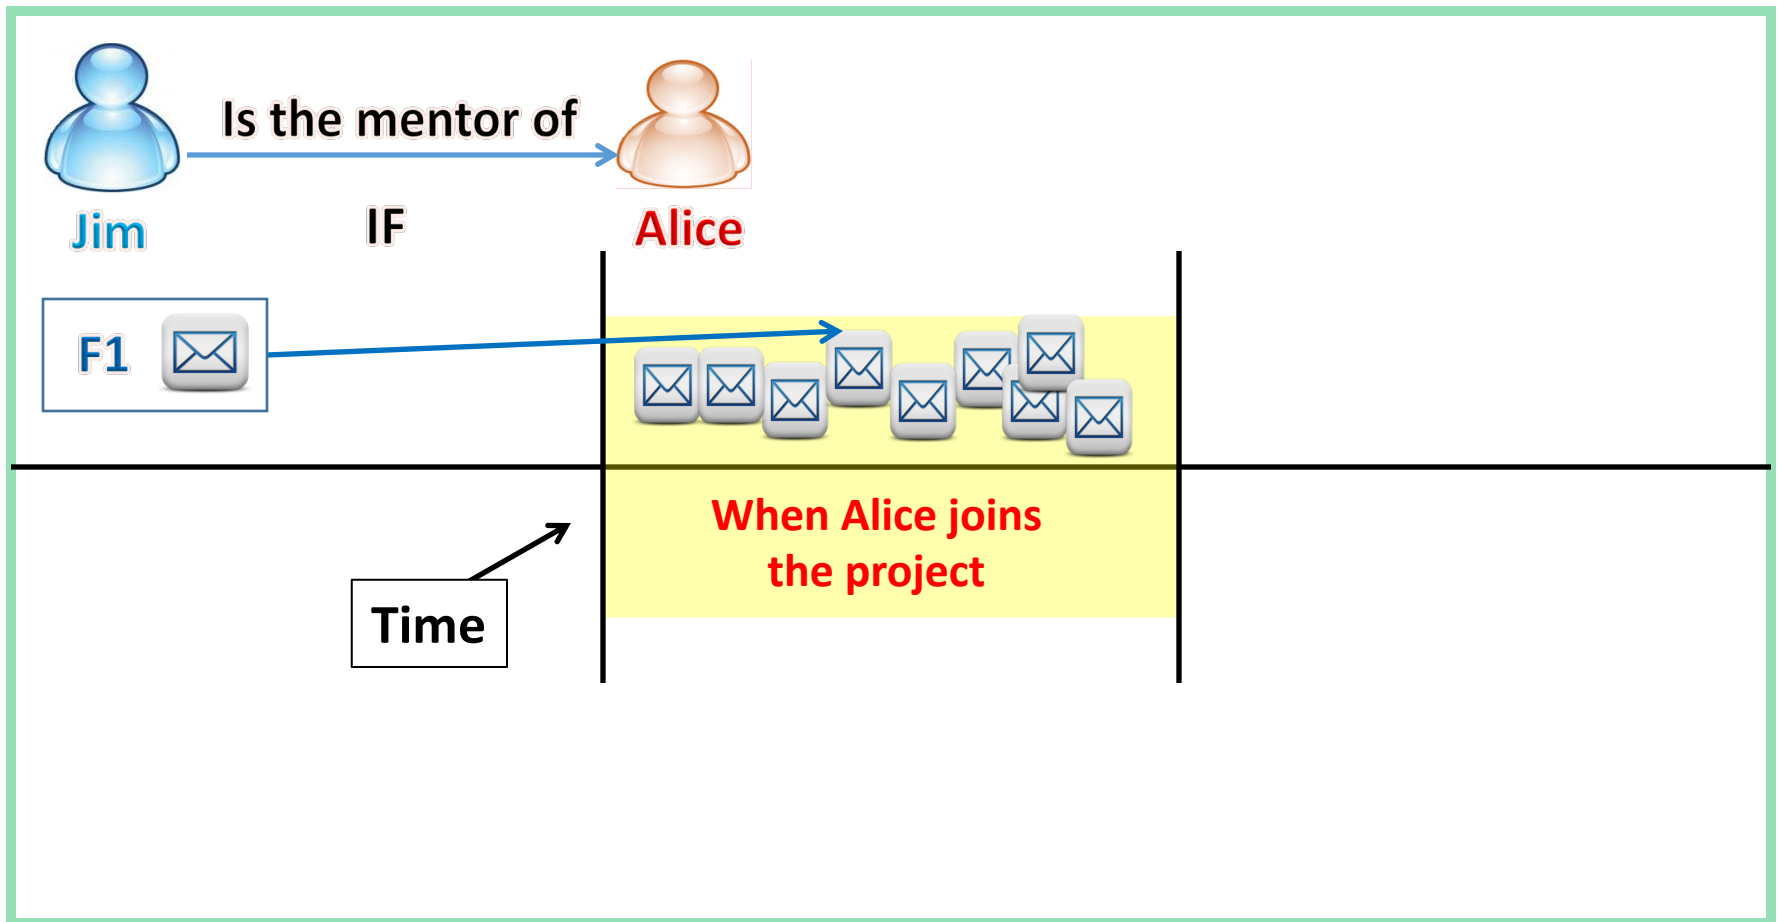 Is the mentor of
Jim
IF
Alice
F1
When Alice joins
the project
Time